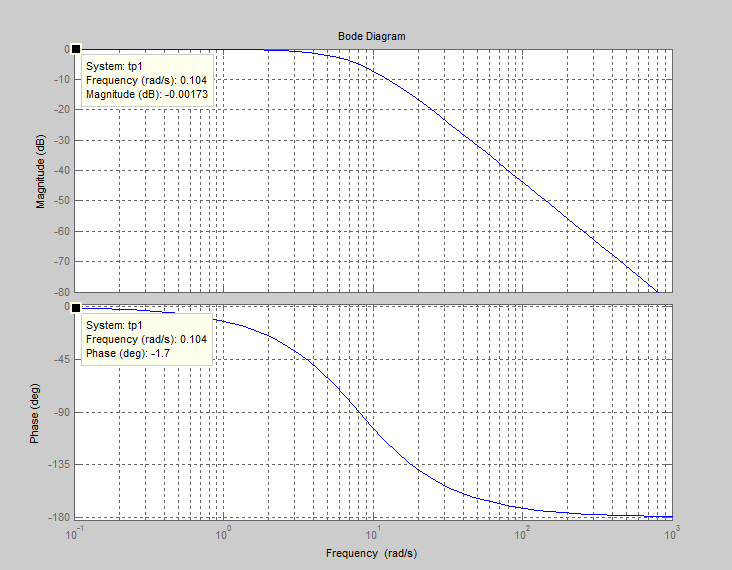 Bode Diagram
0
System: tp1
Frequency (rad/s): 0.104
Magnitude (dB): -0.00173
-10
-20
-30
-40
-50
-60
-70
-80
Magnitude (dB)
0
System: tp1
Frequency (rad/s): 0.104
Phase (deg): -1.7
-45
-90
-135
-180
Phase (deg)
10^-1 10^0 10^1 10^2 10^3
Frequency (rad/s)